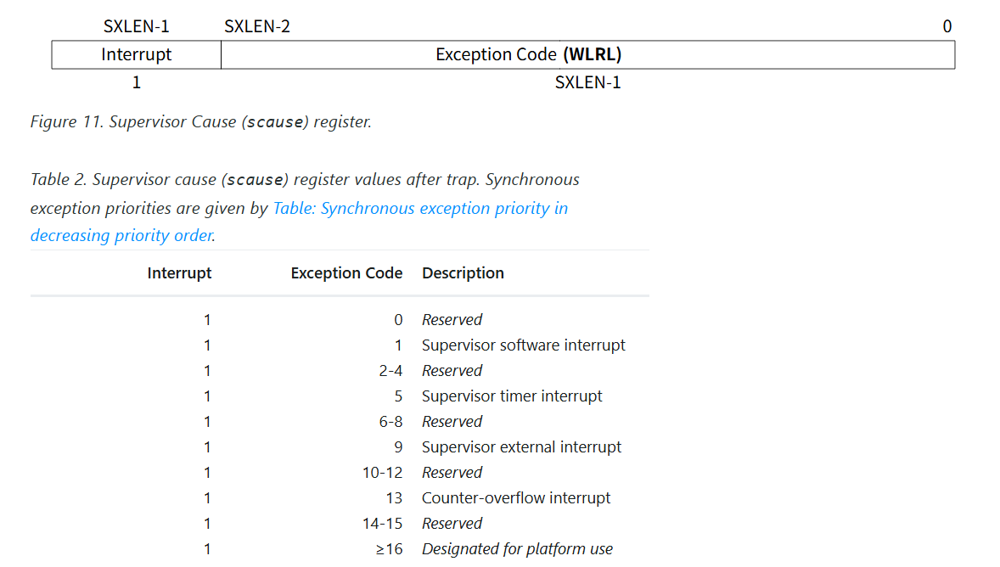 SXLEN-1 SXLEN-2 0
Interrupt Exception Code (WLRL)
1 SXLEN-1
Figure 11. Supervisor Cause (scause) register.
Table 2. Supervisor cause (scause) register values after trap. Synchronous
exception priorities are given by Table: Synchronous exception priority in
decreasing priority order.
Interrupt Exception Code Description
1 0 Reserved
1 1 Supervisor software interrupt
1 2-4 Reserved
1 5 Supervisor timer interrupt
1 6-8 Reserved
1 9 Supervisor external interrupt
1 10-12 Reserved
1 13 Counter-overflow interrupt
1 14-15 Reserved
1 ≥16 Designated for platform use